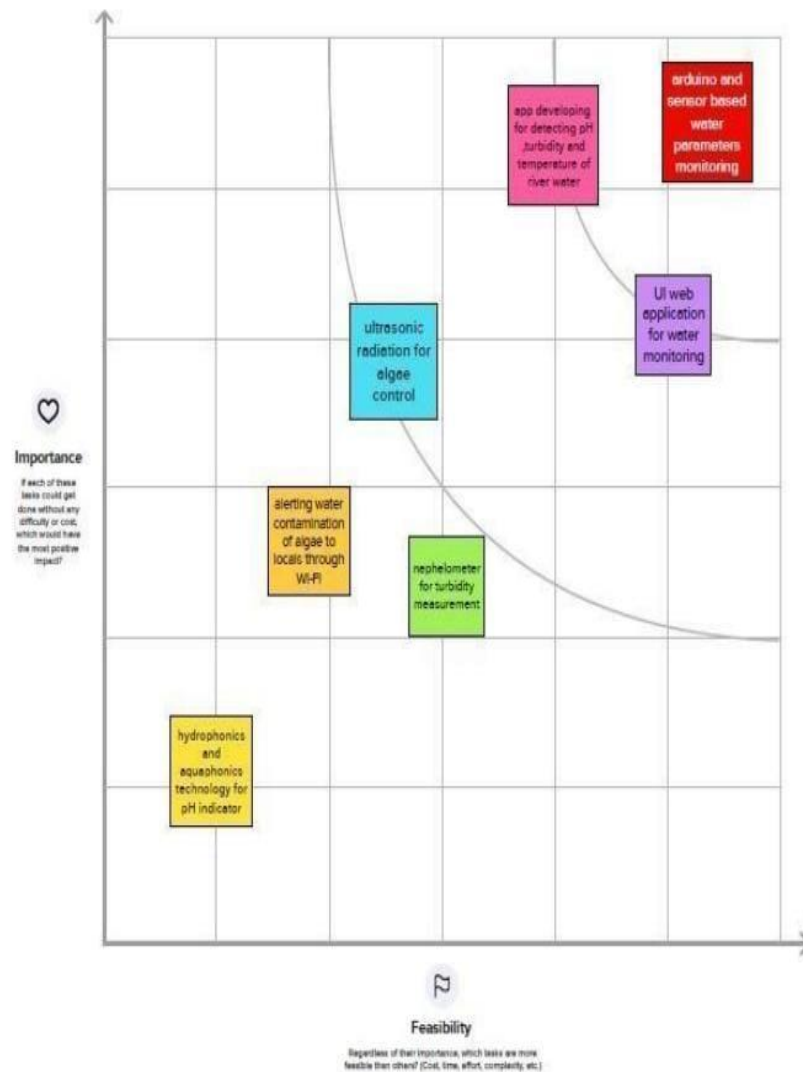 arduino and
sensor based
water
parameters
monitoring
app developing
for detecting pH
,turbidity and
temperature of
river water
UI web
application
for water
monitoring
ultrasonic
radiation for
algae
control
Importance
If each of these
tasks could get
done without any
difficulty or cost,
which would have
the most positive
impact?
alerting water
contamination
of algae to
locals through
Wi-Fi
nephelometer
for turbidity
measurement
hydrophonics
and
aquaphonics
technology for
pH indicator
Feasibility
Regardless of their importance, which tasks are more
feasible than others? (Cost, time, effort, complexity, etc.)